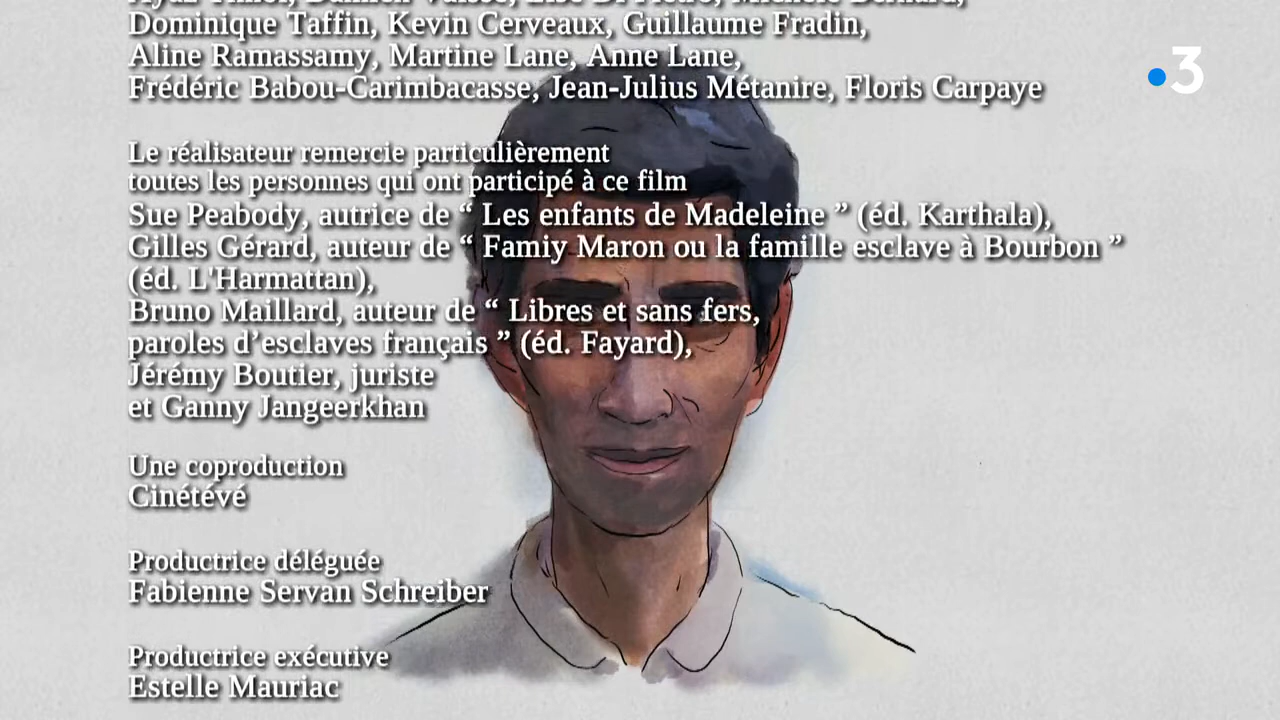 Dominique Taffin, Kevin Cerveaux, Guillaume Fradin,
Aline Ramassamy, Martine Lane, Anne Lane,
Frédéric Babou-Carimbacasse, Jean-Julius Métanire, Floris Carpaye
3
Le réalisateur remercie particulièrement
toutes les personnes qui ont participé à ce film
Sue Peabody, autrice de “ Les enfants de Madeleine ” (éd. Karthala),
Gilles Gérard, auteur de “ Famiy Maron ou la famille esclave à Bourbon ”
(éd. L'Harmattan),
Bruno Maillard, auteur de “ Libres et sans fers,
paroles d’esclaves français ” (éd. Fayard),
Jérémy Boutier, juriste
et Ganny Jangeerkhan
Une coproduction
Cinétévé
Productrice déléguée
Fabienne Servan Schreiber
Productrice exécutive
Estelle Mauriac